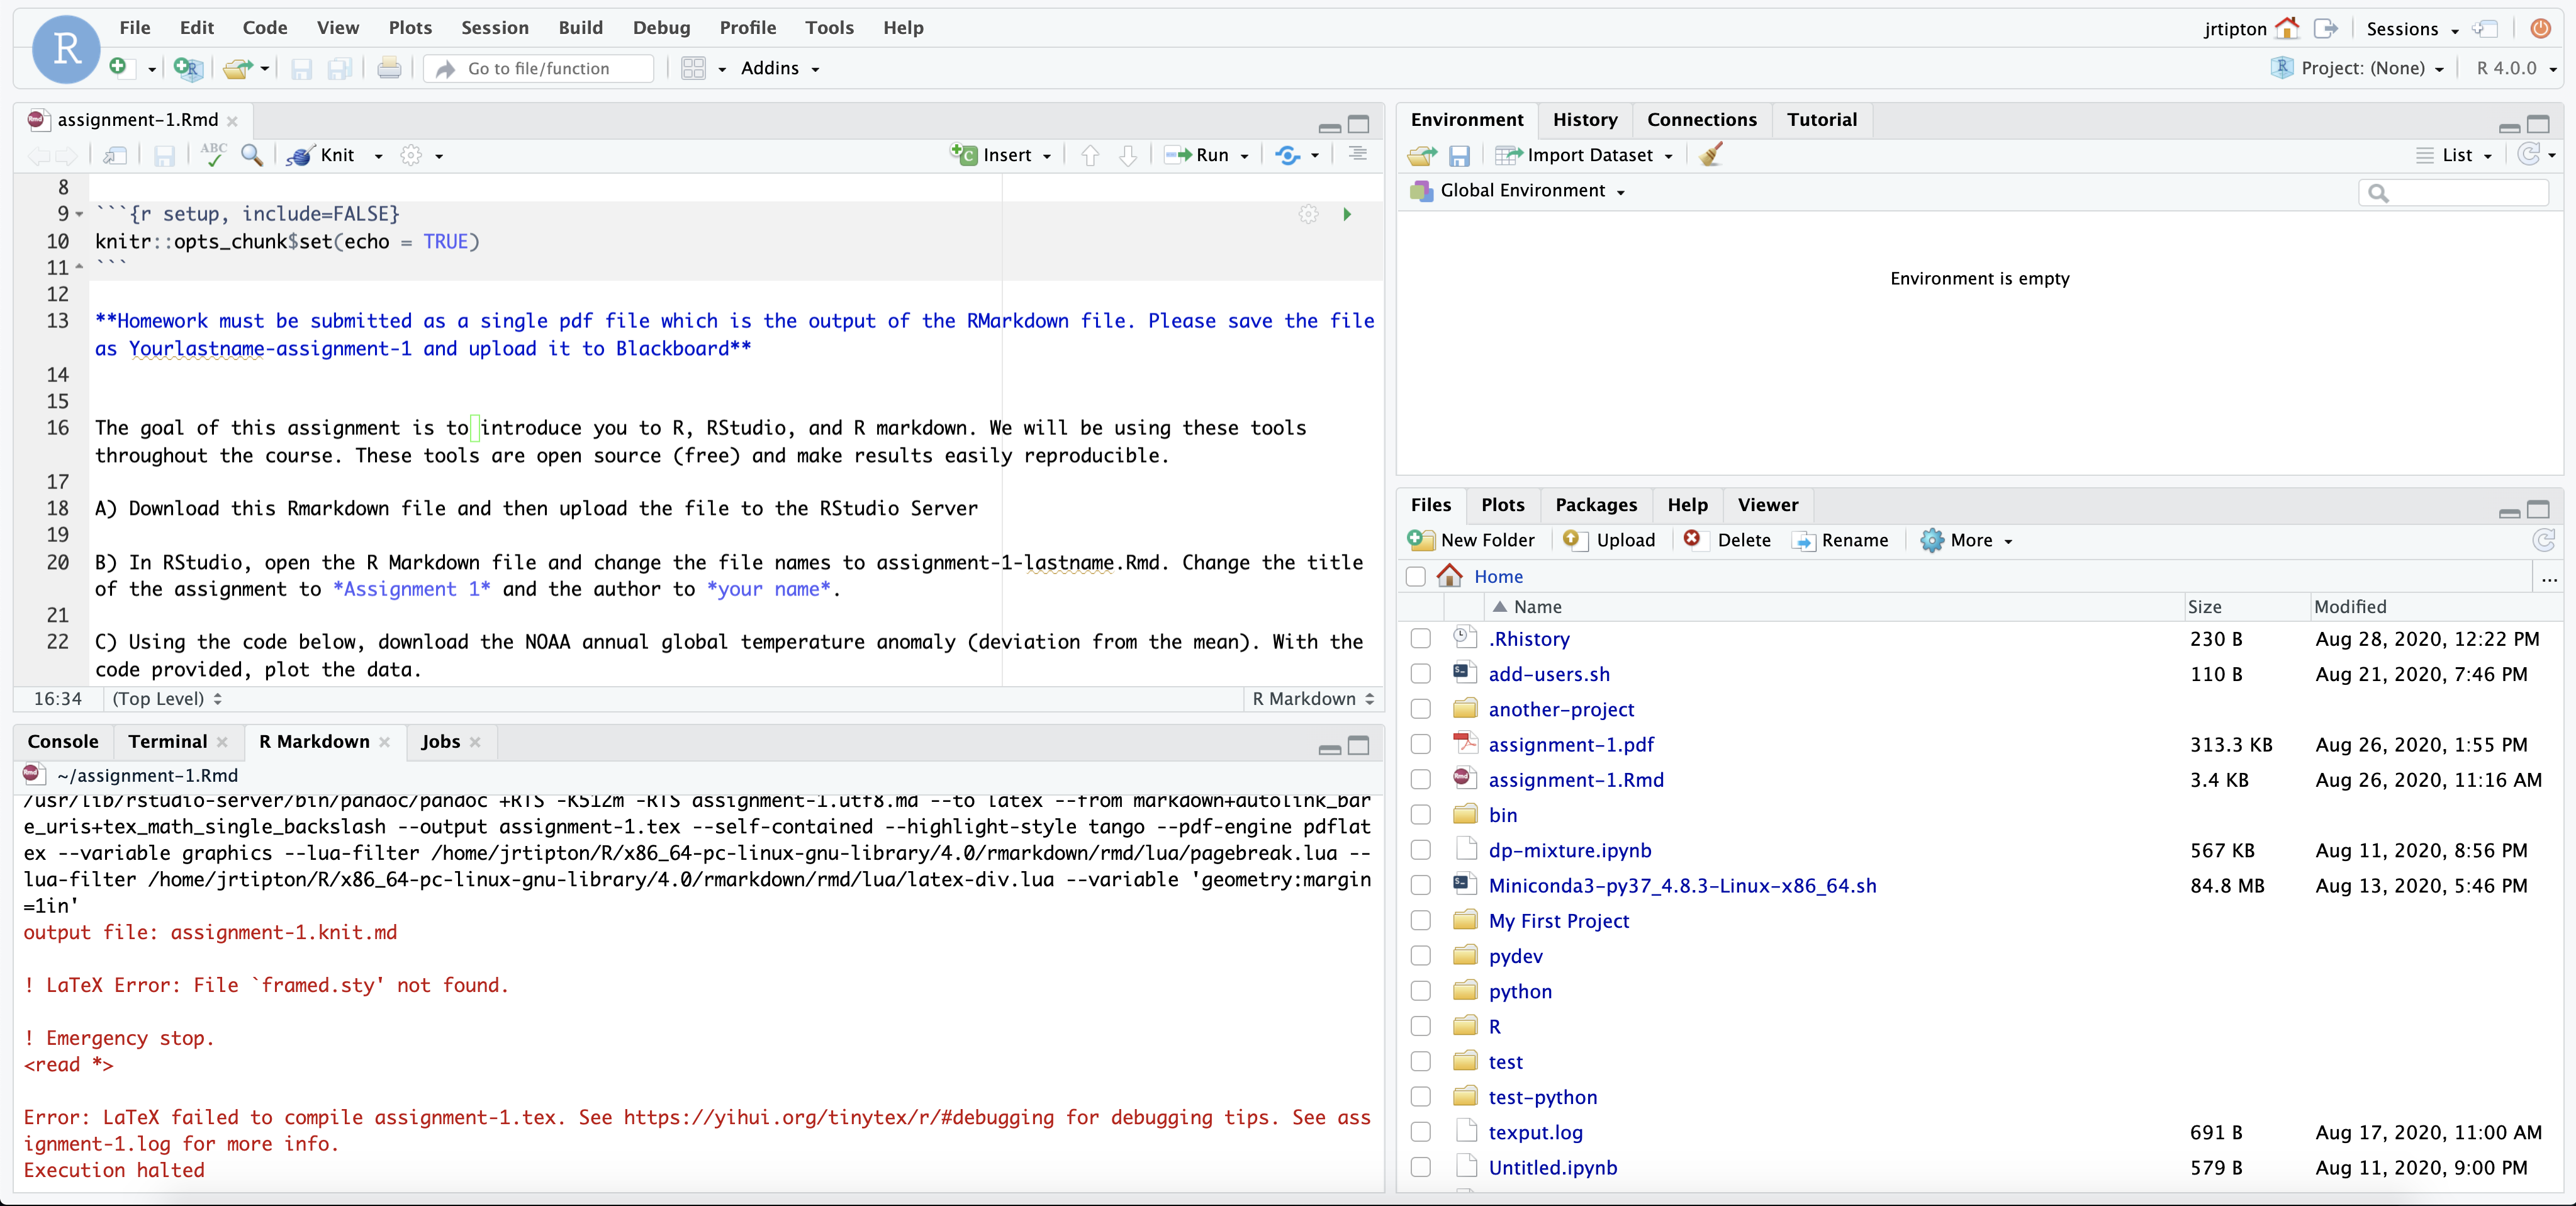 File Edit Code View Plots Session Build Debug Profile Tools Help
jrtipton Sessions
R
Go to file/function Addins
Project: (None) R 4.0.0
assignment-1.Rmd
ABC Knit Insert Run
8
9 ```{r setup, include=FALSE}
10 knitr::opts_chunk$set(echo = TRUE)
11 ```
12
13 **Homework must be submitted as a single pdf file which is the output of the RMarkdown file. Please save the file
as Yourlastname-assignment-1 and upload it to Blackboard**
14
15
16 The goal of this assignment is to introduce you to R, RStudio, and R markdown. We will be using these tools
throughout the course. These tools are open source (free) and make results easily reproducible.
17
18 A) Download this Rmarkdown file and then upload the file to the RStudio Server
19
20 B) In RStudio, open the R Markdown file and change the file names to assignment-1-lastname.Rmd. Change the title
of the assignment to *Assignment 1* and the author to *your name*.
21
22 C) Using the code below, download the NOAA annual global temperature anomaly (deviation from the mean). With the
code provided, plot the data.
16:34 (Top Level) R Markdown
Console Terminal R Markdown Jobs
~/assignment-1.Rmd
/usr/lib/rstudio-server/bin/pandoc/pandoc +RTS -K512m -RTS assignment-1.utf8.md --to latex --from markdown+autolink_bar
e_uris+tex_math_single_backslash --output assignment-1.tex --self-contained --highlight-style tango --pdf-engine pdflat
ex --variable graphics --lua-filter /home/jrtipton/R/x86_64-pc-linux-gnu-library/4.0/rmarkdown/rmd/lua/pagebreak.lua --
lua-filter /home/jrtipton/R/x86_64-pc-linux-gnu-library/4.0/rmarkdown/rmd/lua/latex-div.lua --variable 'geometry:margin
=1in'
output file: assignment-1.knit.md
! LaTeX Error: File `framed.sty' not found.
! Emergency stop.
<read *>
Error: LaTeX failed to compile assignment-1.tex. See https://yihui.org/tinytex/r/#debugging for debugging tips. See ass
ignment-1.log for more info.
Execution halted
Environment History Connections Tutorial
Import Dataset List
Global Environment
Environment is empty
Files Plots Packages Help Viewer
New Folder Upload Delete Rename More
Home ...
Name Size Modified
.Rhistory 230 B Aug 28, 2020, 12:22 PM
add-users.sh 110 B Aug 21, 2020, 7:46 PM
another-project
assignment-1.pdf 313.3 KB Aug 26, 2020, 1:55 PM
assignment-1.Rmd 3.4 KB Aug 26, 2020, 11:16 AM
bin
dp-mixture.ipynb 567 KB Aug 11, 2020, 8:56 PM
Miniconda3-py37_4.8.3-Linux-x86_64.sh 84.8 MB Aug 13, 2020, 5:46 PM
My First Project
pydev
python
R
test
test-python
texput.log 691 B Aug 17, 2020, 11:00 AM
Untitled.ipynb 579 B Aug 11, 2020, 9:00 PM